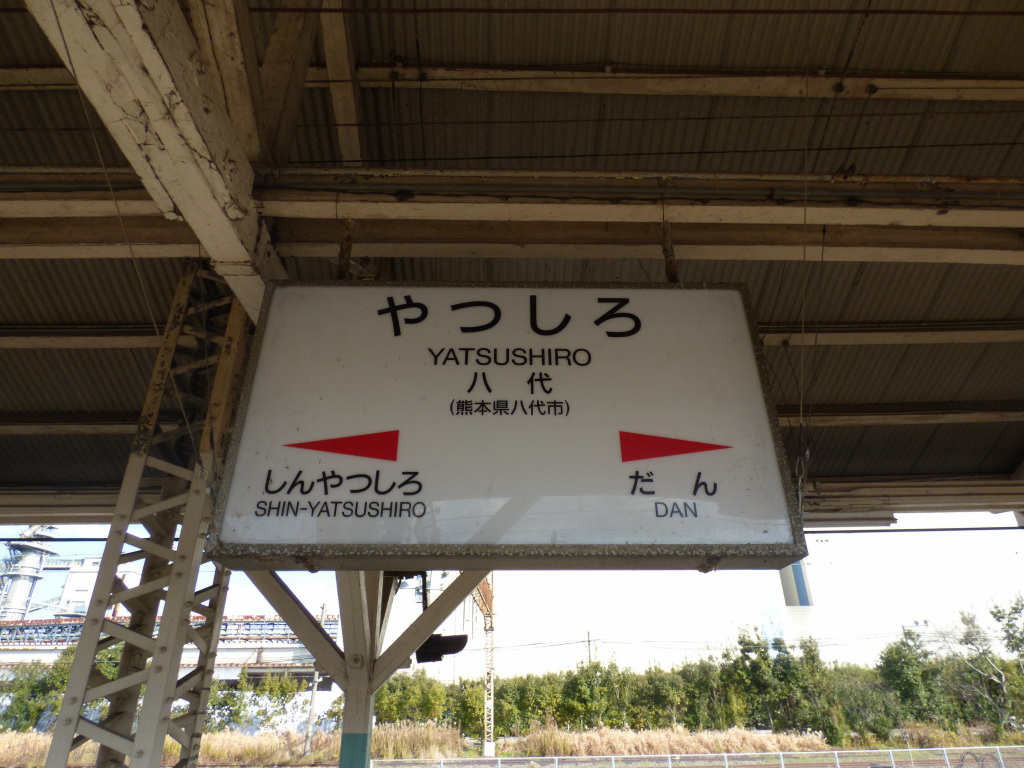 やつしろ
YATSUSHIRO
八 代
(熊本県八代市)
しんやつしろ
SHIN-YATSUSHIRO
だ ん
DAN